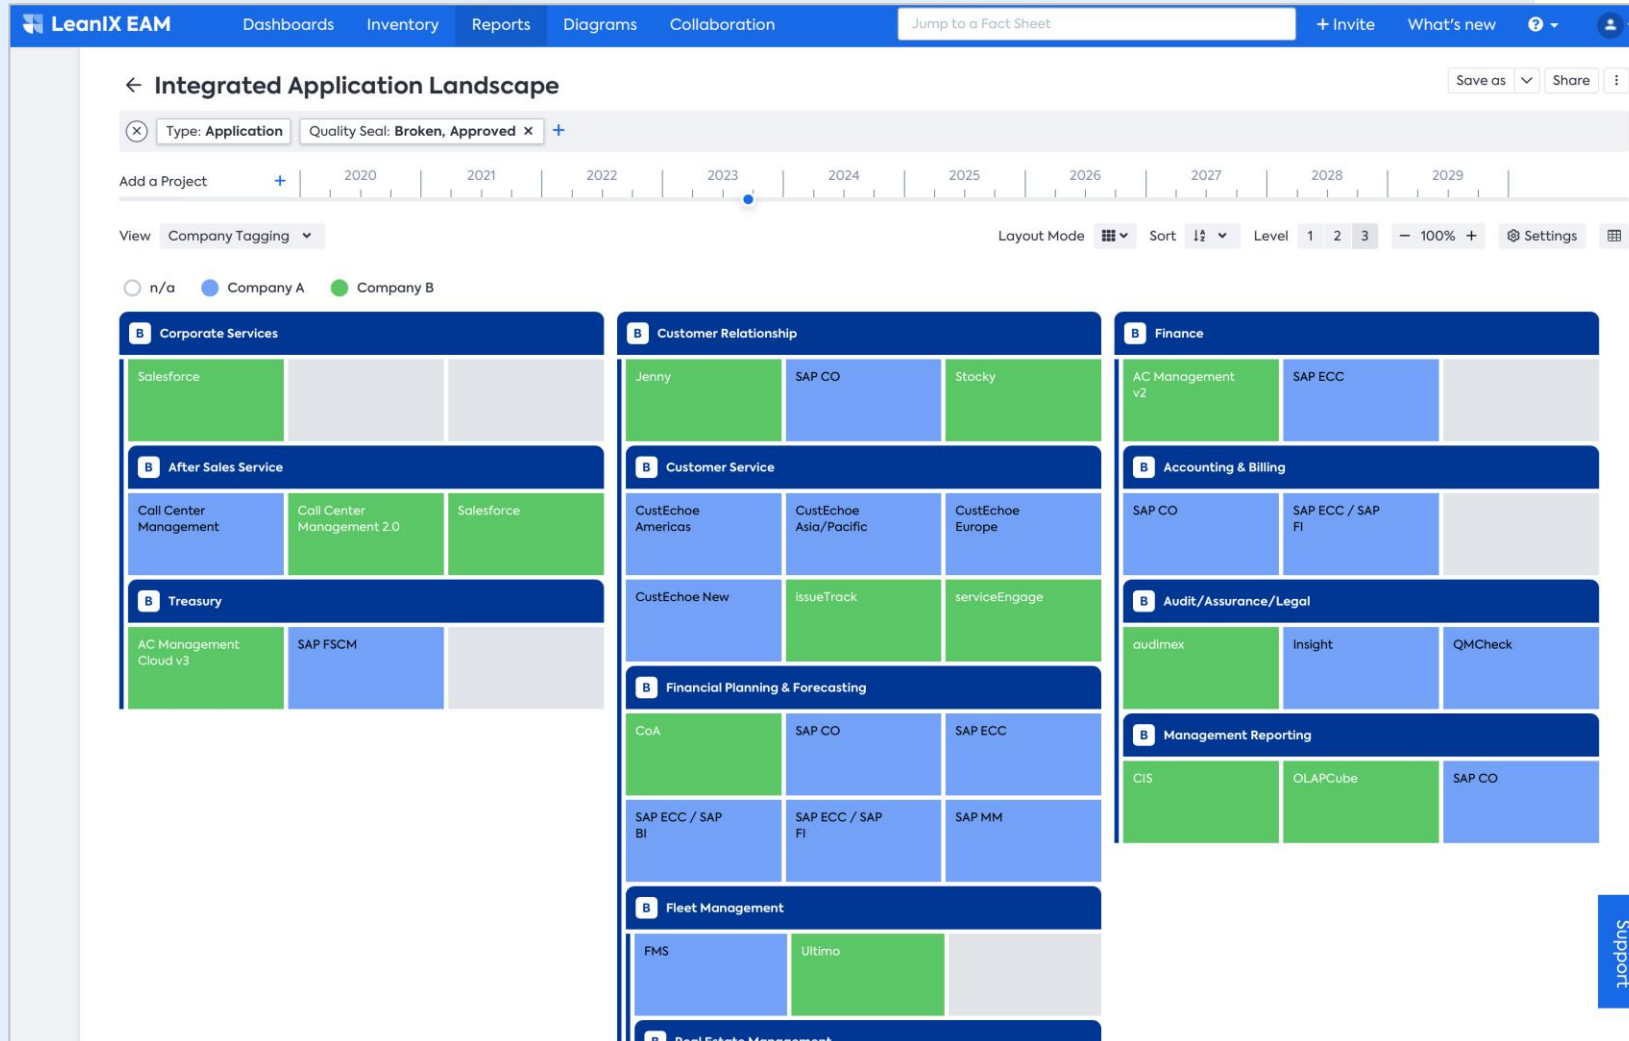 LeanIX EAM
Dashboards
Inventory
Reports
Diagrams
Collaboration
Jump to a Fact Sheet
+ Invite
What's new
?
← Integrated Application Landscape
Save as
Share
Type: Application
Quality Seal: Broken, Approved ×
+
Add a Project
+
2020
2021
2022
2023
2024
2025
2026
2027
2028
2029
View
Company Tagging
Layout Mode
Sort
Level
1
2
3
− 100% +
Settings
n/a
Company A
Company B
B Corporate Services
Salesforce
B After Sales Service
Call Center
Management
Call Center
Management 2.0
Salesforce
B Treasury
AC Management
Cloud v3
SAP FSCM
B Customer Relationship
Jenny
SAP CO
Stocky
B Customer Service
CustEchoe
Americas
CustEchoe
Asia/Pacific
CustEchoe
Europe
CustEchoe New
issueTrack
serviceEngage
B Financial Planning & Forecasting
CoA
SAP CO
SAP ECC
SAP ECC / SAP
BI
SAP ECC / SAP
FI
SAP MM
B Fleet Management
FMS
Ultimo
B Real Estate Management
B Finance
AC Management
v2
SAP ECC
B Accounting & Billing
SAP CO
SAP ECC / SAP
FI
B Audit/Assurance/Legal
audimex
Insight
QMCheck
B Management Reporting
CIS
OLAPCube
SAP CO
Support